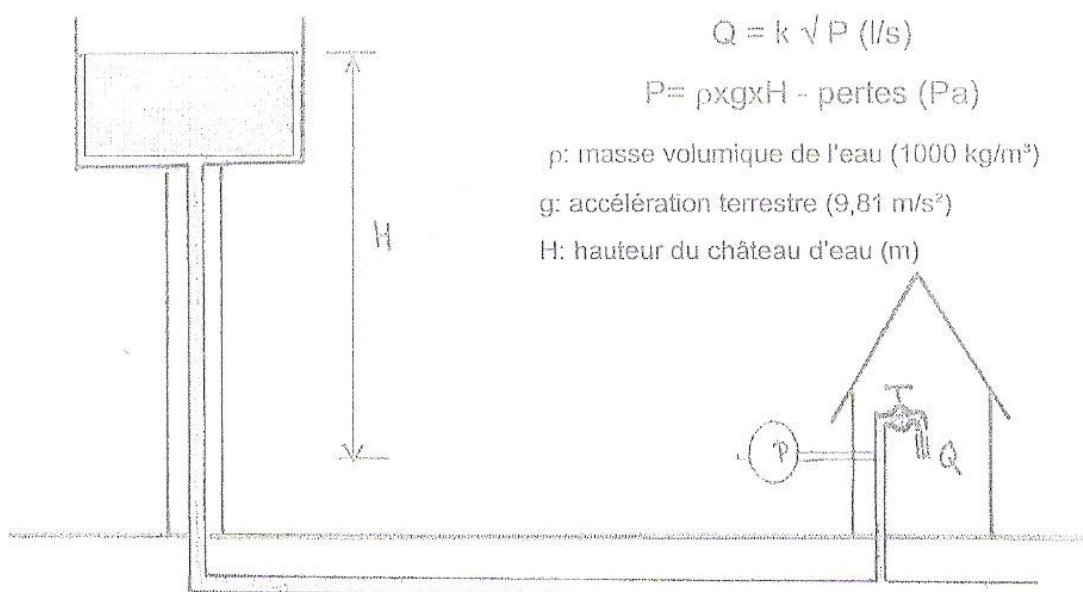 Q = k √ P (l/s)
P= ρxgxH - pertes (Pa)
ρ: masse volumique de l'eau (1000 kg/m³)
g: accélération terrestre (9,81 m/s²)
H: hauteur du château d'eau (m)
H
P
Q